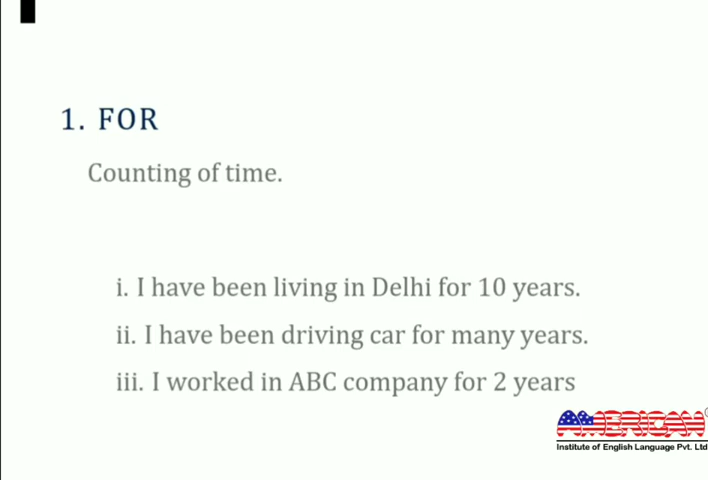 1. FOR
Counting of time.
i. I have been living in Delhi for 10 years.
ii. I have been driving car for many years.
iii. I worked in ABC company for 2 years
AMERICAN
Institute of English Language Pvt. Ltd